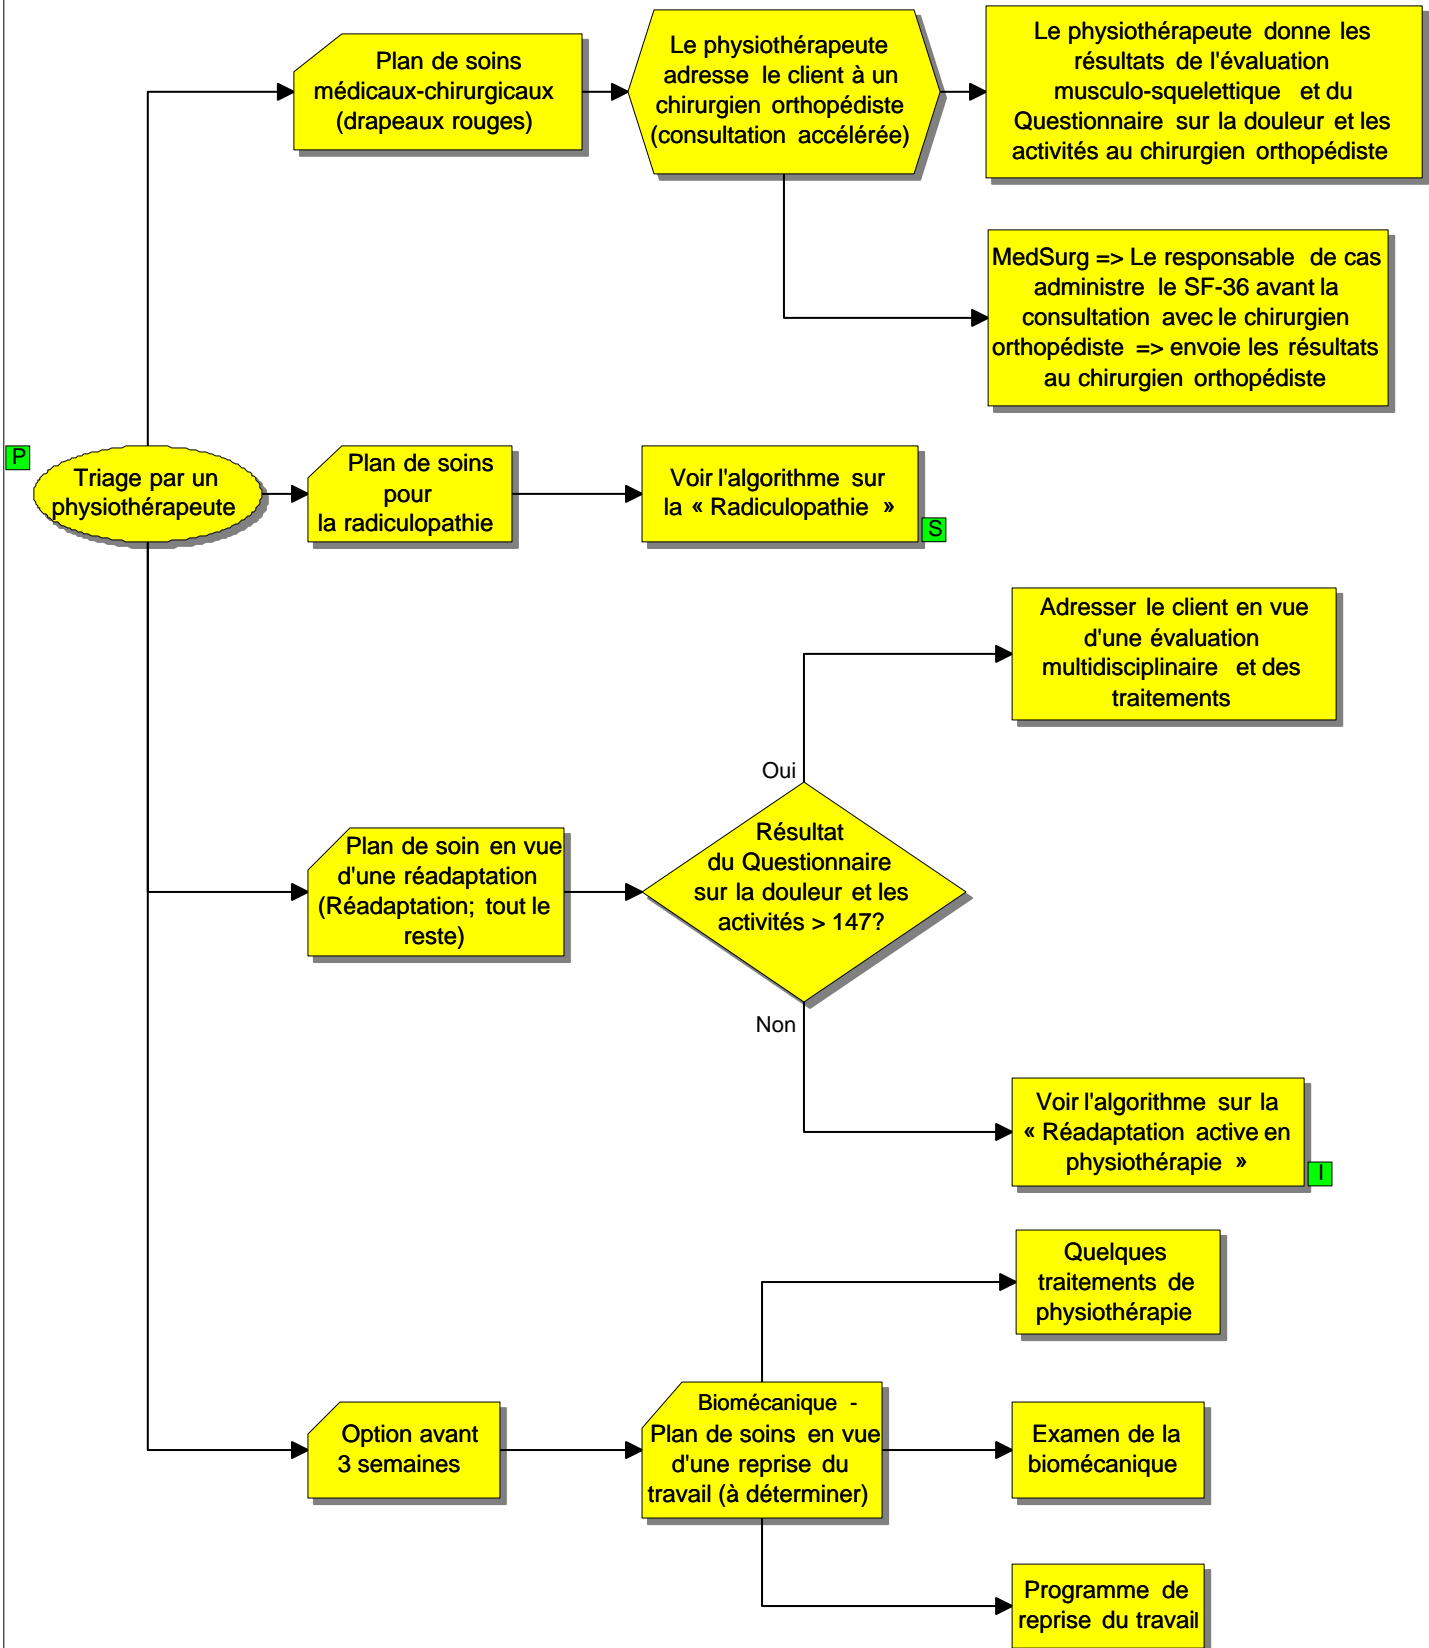 Plan de soins
médicaux-chirurgicaux
(drapeaux rouges)
Le physiothérapeute
adresse le client à un
chirurgien orthopédiste
(consultation accélérée)
Le physiothérapeute donne les
résultats de l'évaluation
musculo-squelettique et du
Questionnaire sur la douleur et les
activités au chirurgien orthopédiste
MedSurg => Le responsable de cas
administre le SF-36 avant la
consultation avec le chirurgien
orthopédiste => envoie les résultats
au chirurgien orthopédiste
P
Triage par un
physiothérapeute
Plan de soins
pour
la radiculopathie
Voir l'algorithme sur
la « Radiculopathie »
S
Adresser le client en vue
d'une évaluation
multidisciplinaire et des
traitements
Oui
Plan de soin en vue
d'une réadaptation
(Réadaptation; tout le
reste)
Résultat
du Questionnaire
sur la douleur et les
activités > 147?
Non
Voir l'algorithme sur la
« Réadaptation active en
physiothérapie »
I
Quelques
traitements de
physiothérapie
Option avant
3 semaines
Biomécanique -
Plan de soins en vue
d'une reprise du
travail (à déterminer)
Examen de la
biomécanique
Programme de
reprise du travail